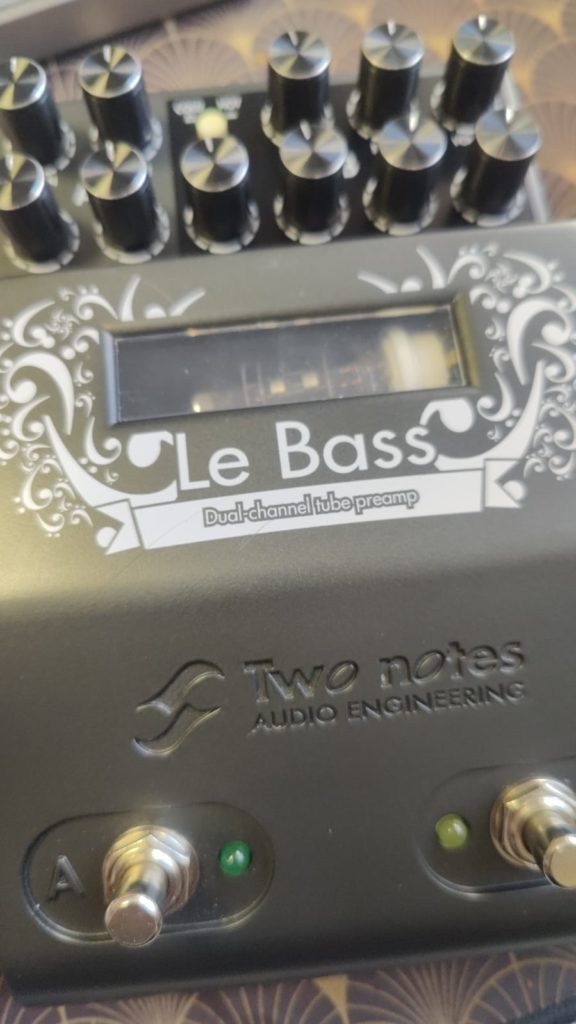 Le Bass
Dual-channel tube preamp
Two notes
AUDIO ENGINEERING
A